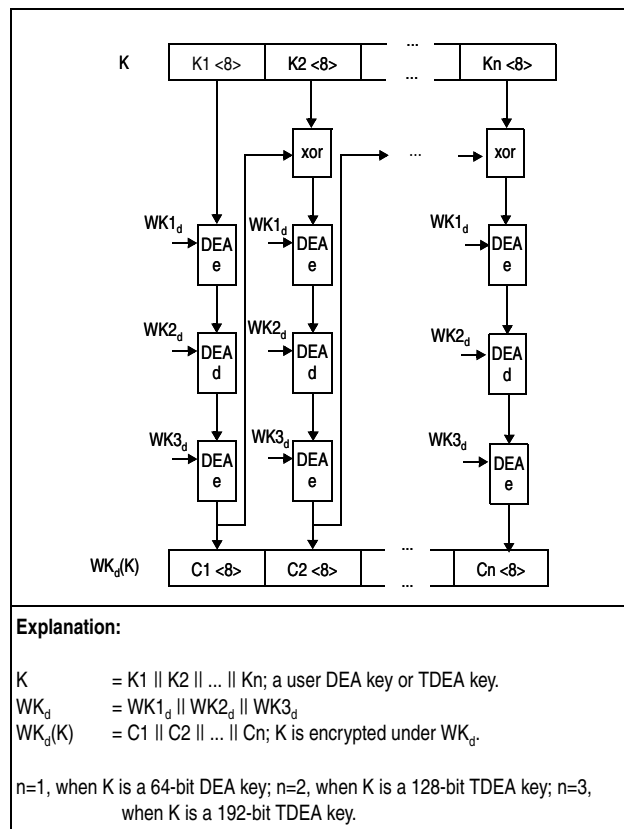 ...
K K1 <8> K2 <8> Kn <8>
...
xor ... xor
WK1d WK1d WK1d
DEA DEA DEA
e e e
WK2d WK2d WK2d
DEA DEA DEA
d d d
WK3d WK3d WK3d
DEA DEA DEA
e e e
...
WKd(K) C1 <8> C2 <8> Cn <8>
...
Explanation:
K = K1 || K2 || ... || Kn; a user DEA key or TDEA key.
WKd = WK1d || WK2d || WK3d
WKd(K) = C1 || C2 || ... || Cn; K is encrypted under WKd.
n=1, when K is a 64-bit DEA key; n=2, when K is a 128-bit TDEA key; n=3,
when K is a 192-bit TDEA key.